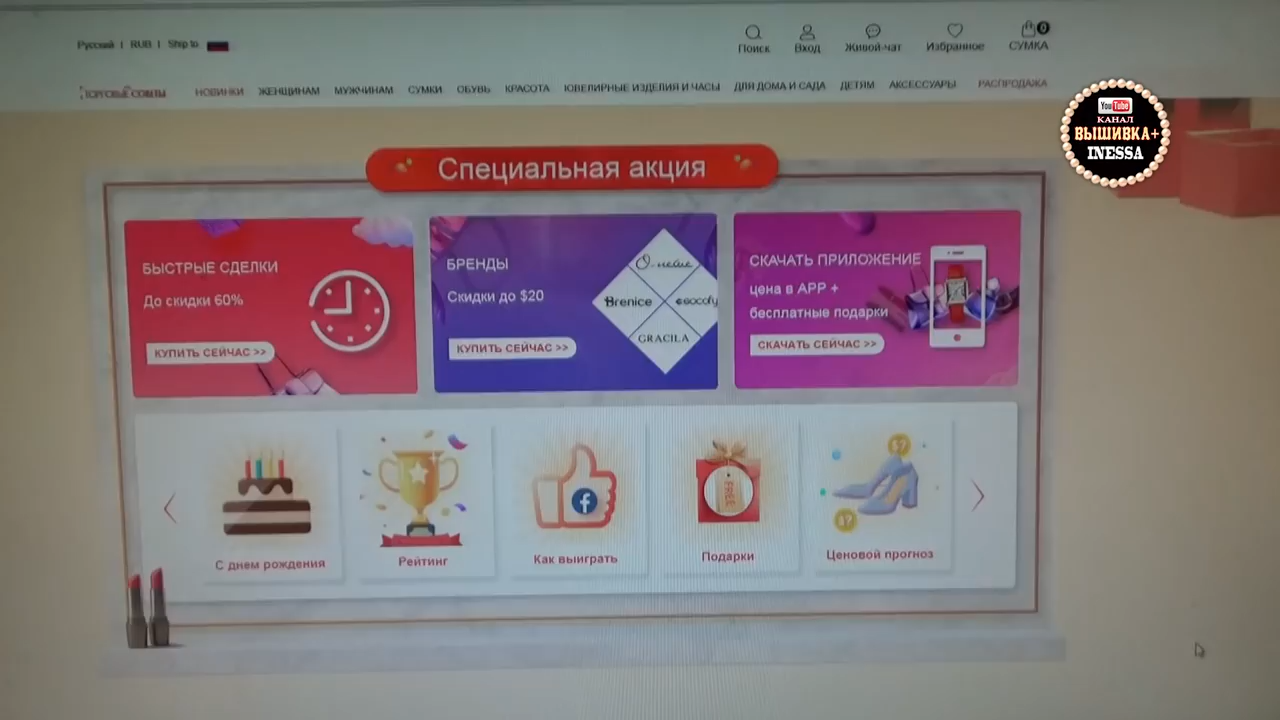 Русский | RUB | Ship to
Поиск
Вход
Живой-чат
Избранное
0
СУМКА
НОВИНКИ ЖЕНЩИНАМ МУЖЧИНАМ СУМКИ ОБУВЬ КРАСОТА ЮВЕЛИРНЫЕ ИЗДЕЛИЯ И ЧАСЫ ДЛЯ ДОМА И САДА ДЕТЯМ АКСЕССУАРЫ РАСПРОДАЖА
You Tube
КАНАЛ
ВЫШИВКА+
INESSA
Специальная акция
БЫСТРЫЕ СДЕЛКИ
До скидки 60%
КУПИТЬ СЕЙЧАС >>
БРЕНДЫ
Скидки до $20
КУПИТЬ СЕЙЧАС >>
Brenice
GRACILA
СКАЧАТЬ ПРИЛОЖЕНИЕ
цена в APP +
бесплатные подарки
СКАЧАТЬ СЕЙЧАС >>
С днем рождения
Рейтинг
f
Как выиграть
FREE
Подарки
$?
$?
Ценовой прогноз